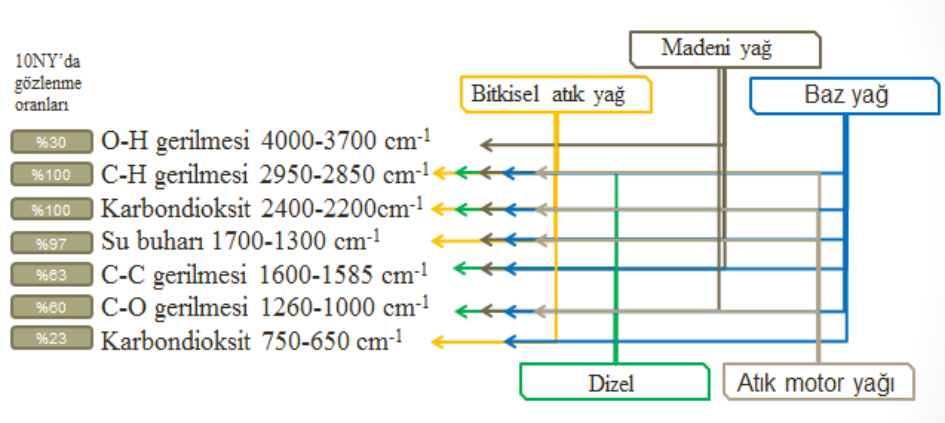 10NY'da
gözlenme
oranları
Madeni yağ
Bitkisel atık yağ
Baz yağ
%30 O-H gerilmesi 4000-3700 cm-1
%100 C-H gerilmesi 2950-2850 cm-1
%100 Karbondioksit 2400-2200cm-1
%97 Su buharı 1700-1300 cm-1
%63 C-C gerilmesi 1600-1585 cm-1
%60 C-O gerilmesi 1260-1000 cm-1
%23 Karbondioksit 750-650 cm-1
Dizel
Atık motor yağı